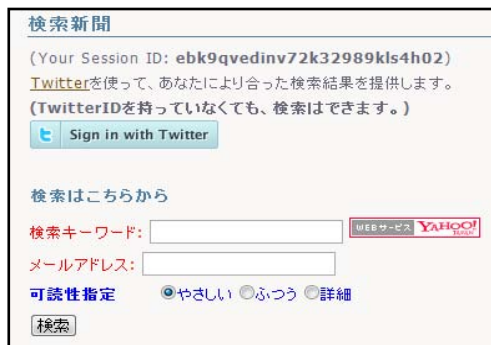 検索新聞
(Your Session ID: ebk9qvedinv72k32989kls4h02)
Twitterを使って、あなたにより合った検索結果を提供します。
(TwitterIDを持っていなくても、検索はできます。)
Sign in with Twitter
検索はこちらから
検索キーワード: WEBサービス YAHOO! JAPAN
メールアドレス:
可読性指定 やさしい ふつう 詳細
検索